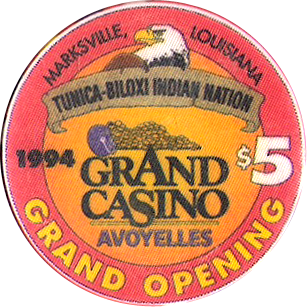 MARKSVILLE, LOUISIANA
TUNICA-BILOXI INDIAN NATION
1994
GRAND
CASINO
AVOYELLES
$5
GRAND OPENING